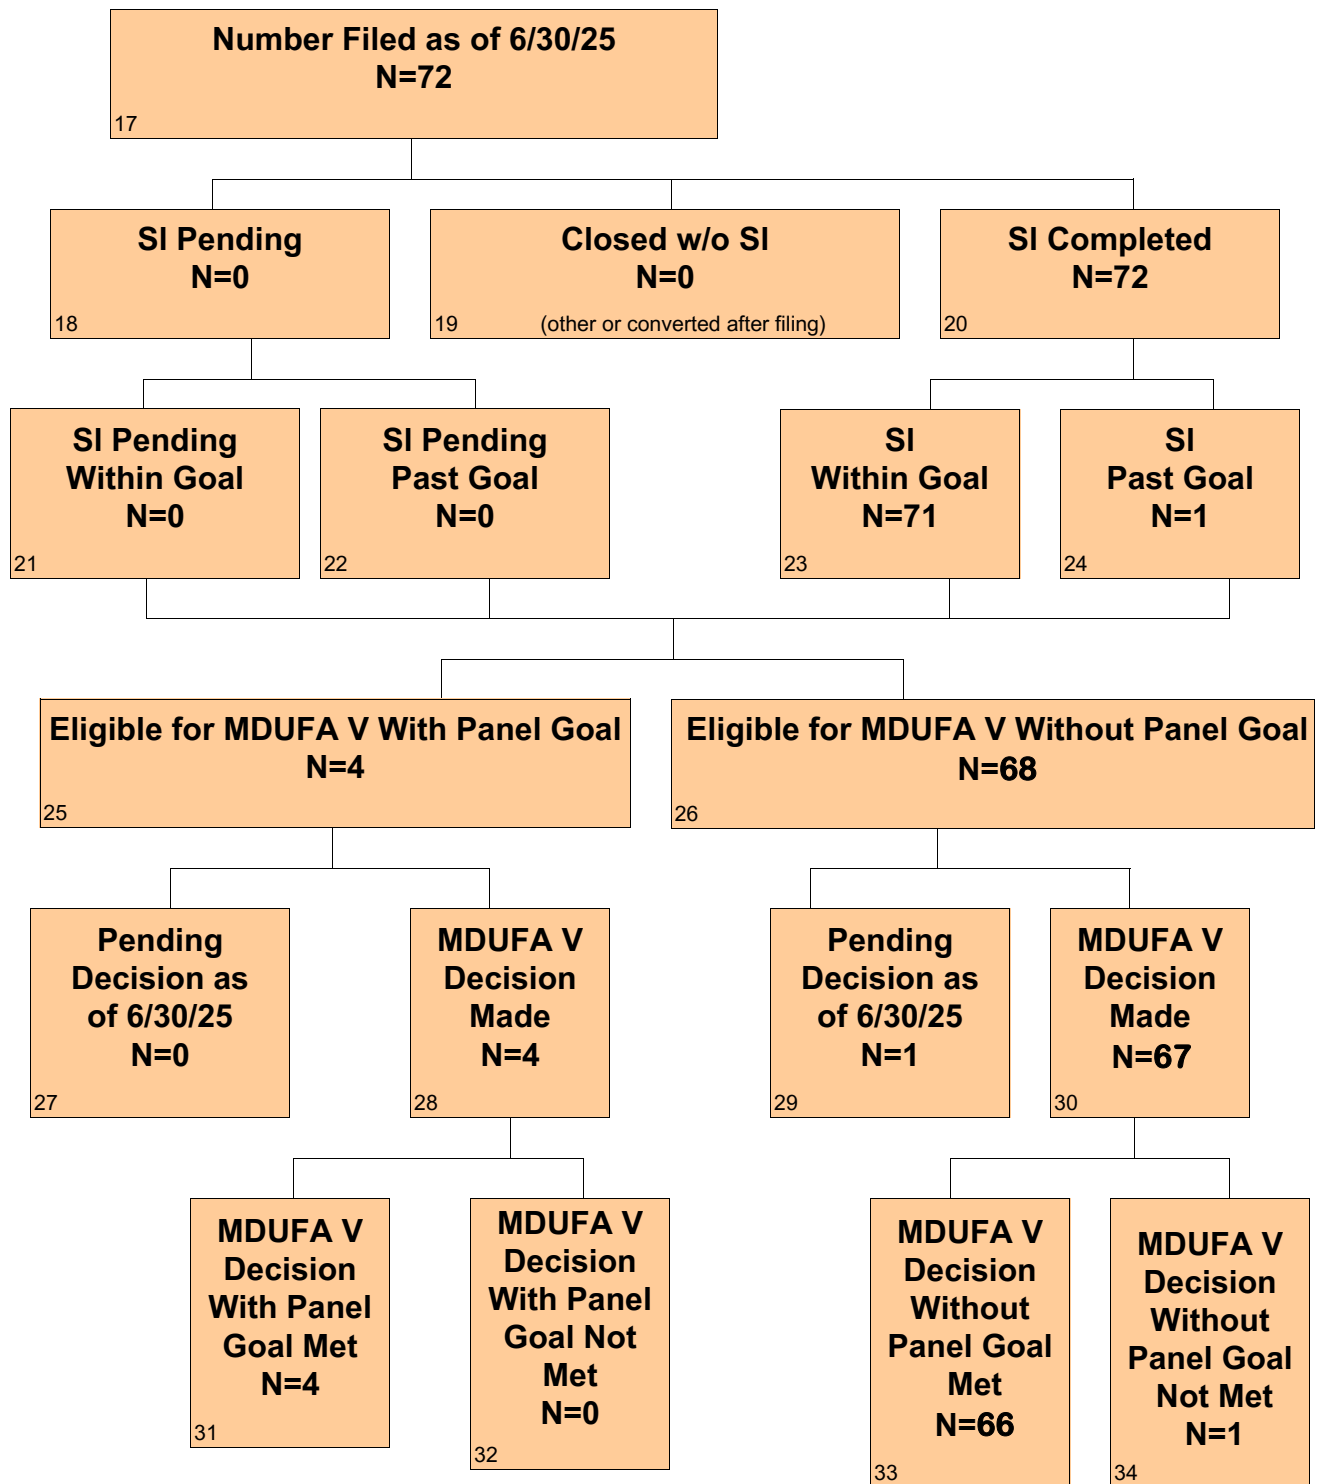 Number Filed as of 6/30/25
N=72
17
SI Pending
N=0
18
Closed w/o SI
N=0
19 (other or converted after filing)
SI Completed
N=72
20
SI Pending
Within Goal
N=0
21
SI Pending
Past Goal
N=0
22
SI
Within Goal
N=71
23
SI
Past Goal
N=1
24
Eligible for MDUFA V With Panel Goal
N=4
25
Eligible for MDUFA V Without Panel Goal
N=68
26
Pending
Decision as
of 6/30/25
N=0
27
MDUFA V
Decision
Made
N=4
28
Pending
Decision as
of 6/30/25
N=1
29
MDUFA V
Decision
Made
N=67
30
MDUFA V
Decision
With Panel
Goal Met
N=4
31
MDUFA V
Decision
With Panel
Goal Not
Met
N=0
32
MDUFA V
Decision
Without
Panel Goal
Met
N=66
33
MDUFA V
Decision
Without
Panel Goal
Not Met
N=1
34